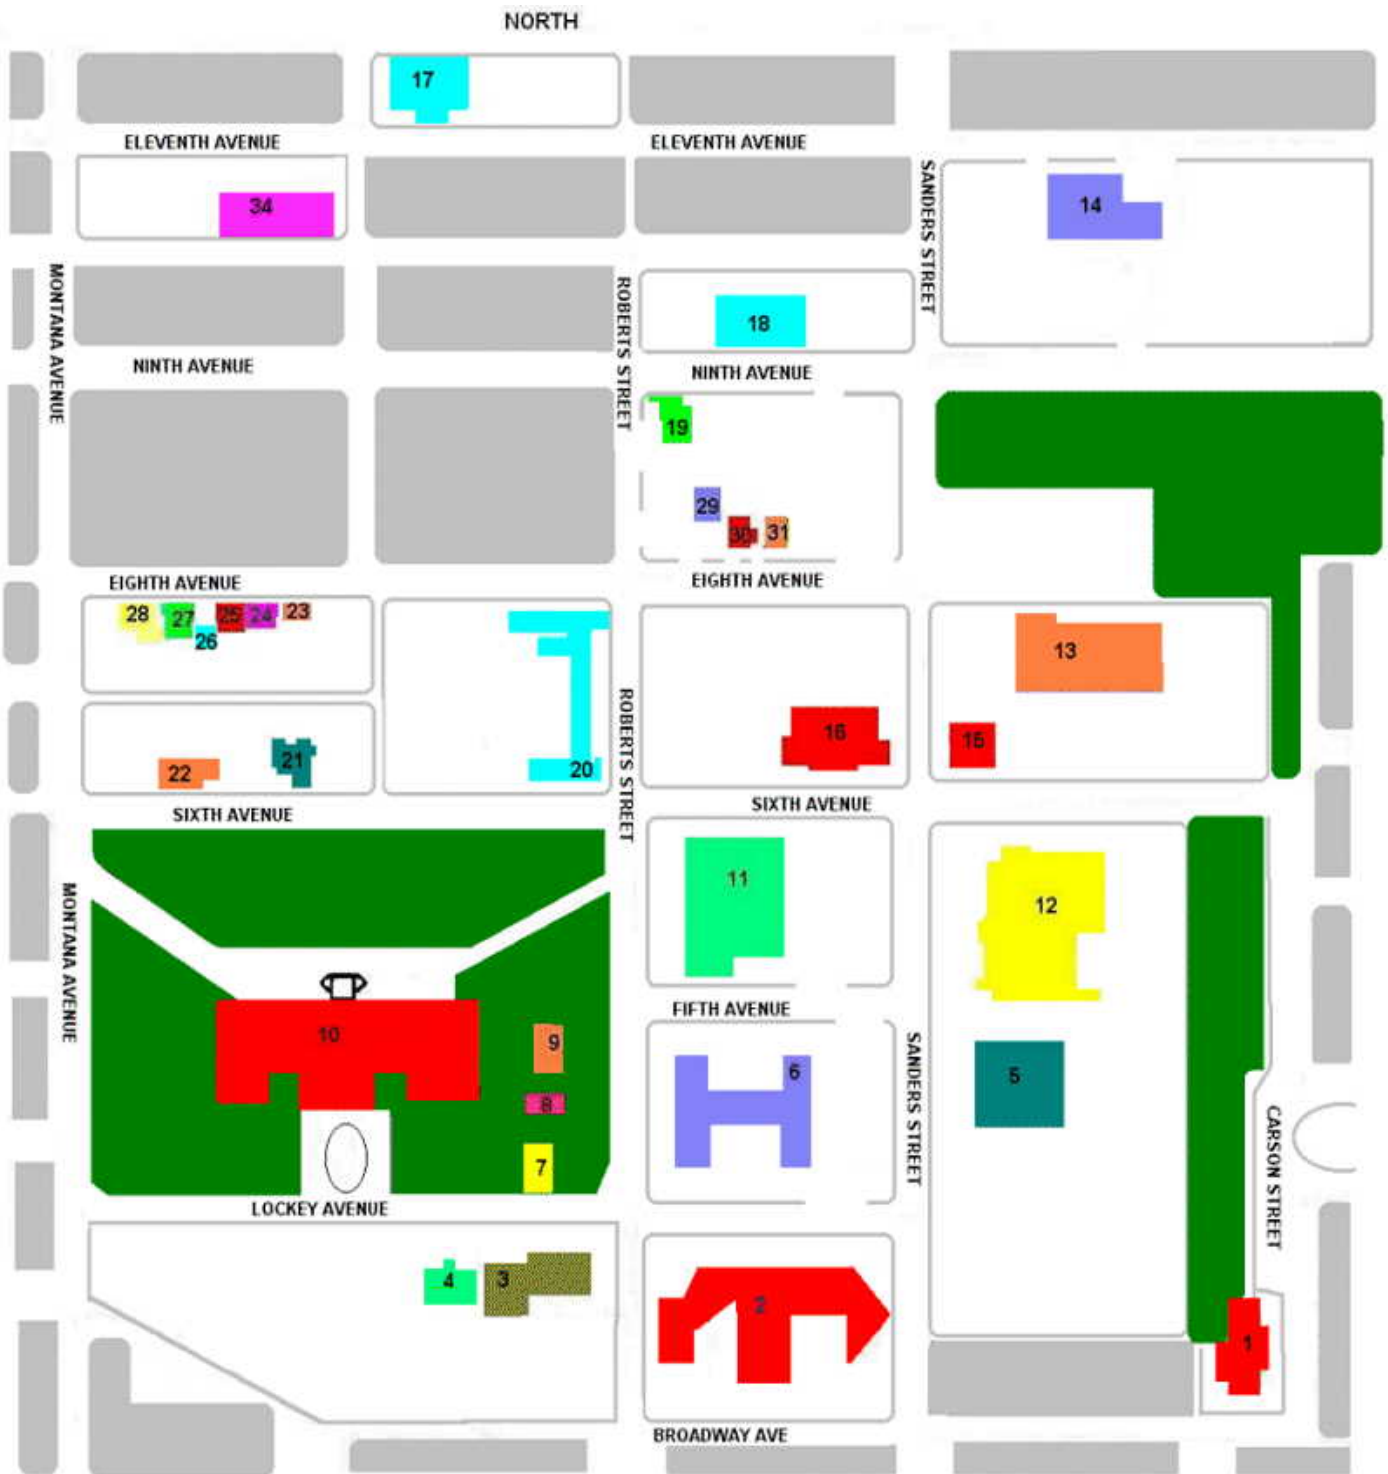 NORTH
17
ELEVENTH AVENUE
ELEVENTH AVENUE
34
SANDERS STREET
14
MONTANA AVENUE
ROBERTS STREET
18
NINTH AVENUE
NINTH AVENUE
19
29
30
31
EIGHTH AVENUE
EIGHTH AVENUE
28
27
26
25
24
23
13
ROBERTS STREET
16
15
22
21
20
SIXTH AVENUE
SIXTH AVENUE
11
12
MONTANA AVENUE
FIFTH AVENUE
10
9
8
7
6
5
SANDERS STREET
CARSON STREET
LOCKEY AVENUE
4
3
2
1
BROADWAY AVE